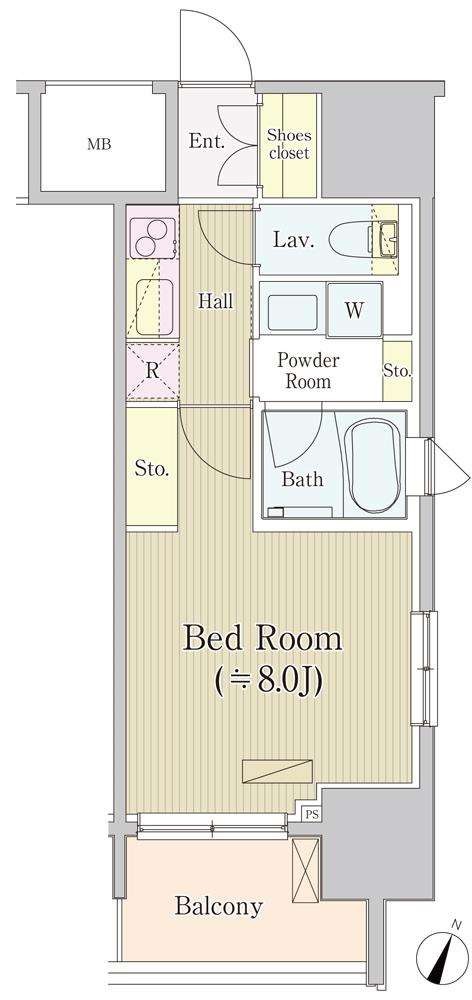 MB
Ent.
Shoes
closet
Lav.
Hall
W
R
Powder
Room
Sto.
Sto.
Bath
Bed Room
(≒8.0J)
PS
Balcony
N